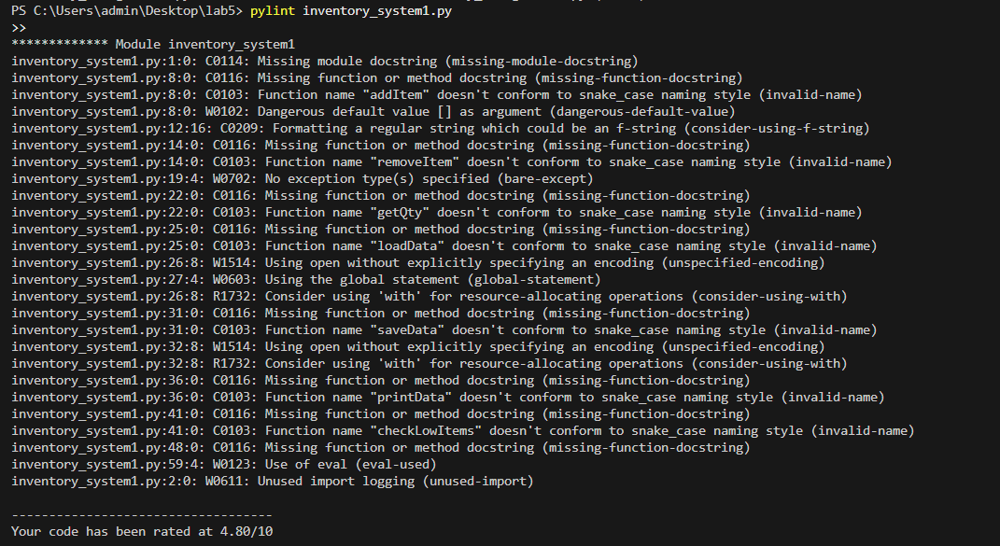 PS C:\Users\admin\Desktop\lab5> pylint inventory_system1.py
>>
************* Module inventory_system1
inventory_system1.py:1:0: C0114: Missing module docstring (missing-module-docstring)
inventory_system1.py:8:0: C0116: Missing function or method docstring (missing-function-docstring)
inventory_system1.py:8:0: C0103: Function name "addItem" doesn't conform to snake_case naming style (invalid-name)
inventory_system1.py:8:0: W0102: Dangerous default value [] as argument (dangerous-default-value)
inventory_system1.py:12:16: C0209: Formatting a regular string which could be an f-string (consider-using-f-string)
inventory_system1.py:14:0: C0116: Missing function or method docstring (missing-function-docstring)
inventory_system1.py:14:0: C0103: Function name "removeItem" doesn't conform to snake_case naming style (invalid-name)
inventory_system1.py:19:4: W0702: No exception type(s) specified (bare-except)
inventory_system1.py:22:0: C0116: Missing function or method docstring (missing-function-docstring)
inventory_system1.py:22:0: C0103: Function name "getQty" doesn't conform to snake_case naming style (invalid-name)
inventory_system1.py:25:0: C0116: Missing function or method docstring (missing-function-docstring)
inventory_system1.py:25:0: C0103: Function name "loadData" doesn't conform to snake_case naming style (invalid-name)
inventory_system1.py:26:8: W1514: Using open without explicitly specifying an encoding (unspecified-encoding)
inventory_system1.py:27:4: W0603: Using the global statement (global-statement)
inventory_system1.py:26:8: R1732: Consider using 'with' for resource-allocating operations (consider-using-with)
inventory_system1.py:31:0: C0116: Missing function or method docstring (missing-function-docstring)
inventory_system1.py:31:0: C0103: Function name "saveData" doesn't conform to snake_case naming style (invalid-name)
inventory_system1.py:32:8: W1514: Using open without explicitly specifying an encoding (unspecified-encoding)
inventory_system1.py:32:8: R1732: Consider using 'with' for resource-allocating operations (consider-using-with)
inventory_system1.py:36:0: C0116: Missing function or method docstring (missing-function-docstring)
inventory_system1.py:36:0: C0103: Function name "printData" doesn't conform to snake_case naming style (invalid-name)
inventory_system1.py:41:0: C0116: Missing function or method docstring (missing-function-docstring)
inventory_system1.py:41:0: C0103: Function name "checkLowItems" doesn't conform to snake_case naming style (invalid-name)
inventory_system1.py:48:0: C0116: Missing function or method docstring (missing-function-docstring)
inventory_system1.py:59:4: W0123: Use of eval (eval-used)
inventory_system1.py:2:0: W0611: Unused import logging (unused-import)
-----------------------------------
Your code has been rated at 4.80/10